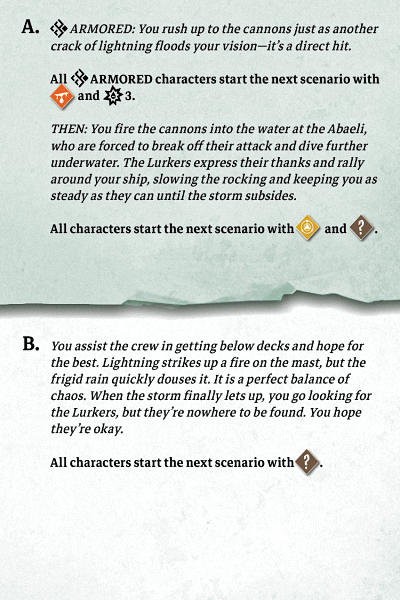 A. ARMORED: You rush up to the cannons just as another
crack of lightning floods your vision—it's a direct hit.
All ARMORED characters start the next scenario with
and 3.
THEN: You fire the cannons into the water at the Abaeli,
who are forced to break off their attack and dive further
underwater. The Lurkers express their thanks and rally
around your ship, slowing the rocking and keeping you as
steady as they can until the storm subsides.
All characters start the next scenario with and ? .
B. You assist the crew in getting below decks and hope for
the best. Lightning strikes up a fire on the mast, but the
frigid rain quickly douses it. It is a perfect balance of
chaos. When the storm finally lets up, you go looking for
the Lurkers, but they're nowhere to be found. You hope
they're okay.
All characters start the next scenario with ? .